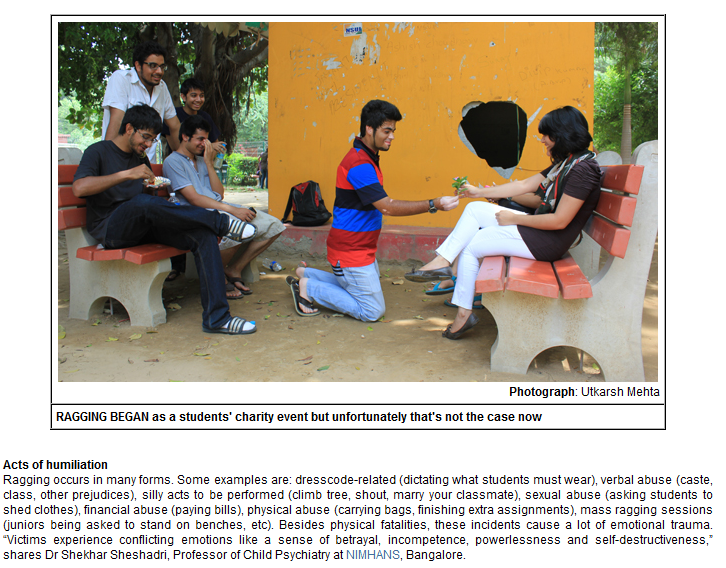 NSUI
Photograph: Utkarsh Mehta
RAGGING BEGAN as a students' charity event but unfortunately that's not the case now
Acts of humiliation
Ragging occurs in many forms. Some examples are: dresscode-related (dictating what students must wear), verbal abuse (caste,
class, other prejudices), silly acts to be performed (climb tree, shout, marry your classmate), sexual abuse (asking students to
shed clothes), financial abuse (paying bills), physical abuse (carrying bags, finishing extra assignments), mass ragging sessions
(juniors being asked to stand on benches, etc). Besides physical fatalities, these incidents cause a lot of emotional trauma.
“Victims experience conflicting emotions like a sense of betrayal, incompetence, powerlessness and self-destructiveness,”
shares Dr Shekhar Sheshadri, Professor of Child Psychiatry at NIMHANS, Bangalore.